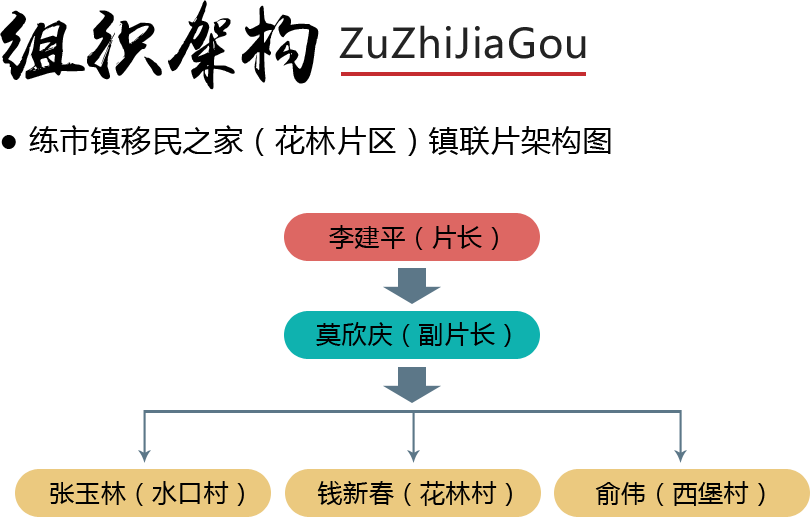 组织架构 ZuZhiJiaGou
● 练市镇移民之家（花林片区）镇联片架构图
李建平（片长）
莫欣庆（副片长）
张玉林（水口村） 钱新春（花林村） 俞伟（西堡村）